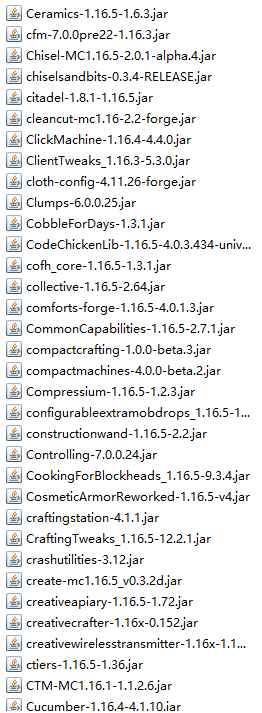 Ceramics-1.16.5-1.6.3.jar
cfm-7.0.0pre22-1.16.3.jar
Chisel-MC1.16.5-2.0.1-alpha.4.jar
chiselsandbits-0.3.4-RELEASE.jar
citadel-1.8.1-1.16.5.jar
cleancut-mc1.16-2.2-forge.jar
ClickMachine-1.16.4-4.4.0.jar
ClientTweaks_1.16.3-5.3.0.jar
cloth-config-4.11.26-forge.jar
Clumps-6.0.0.25.jar
CobbleForDays-1.3.1.jar
CodeChickenLib-1.16.5-4.0.3.434-univ...
cofh_core-1.16.5-1.3.1.jar
collective-1.16.5-2.64.jar
comforts-forge-1.16.5-4.0.1.3.jar
CommonCapabilities-1.16.5-2.7.1.jar
compactcrafting-1.0.0-beta.3.jar
compactmachines-4.0.0-beta.2.jar
Compressium-1.16.5-1.2.3.jar
configurableextramobdrops_1.16.5-1...
constructionwand-1.16.5-2.2.jar
Controlling-7.0.0.24.jar
CookingForBlockheads_1.16.5-9.3.4.jar
CosmeticArmorReworked-1.16.5-v4.jar
craftingstation-4.1.1.jar
CraftingTweaks_1.16.5-12.2.1.jar
crashutilities-3.12.jar
create-mc1.16.5_v0.3.2d.jar
creativeapiary-1.16.5-1.72.jar
creativecrafter-1.16x-0.152.jar
creativewirelesstransmitter-1.16x-1.1...
ctiers-1.16.5-1.36.jar
CTM-MC1.16.1-1.1.2.6.jar
Cucumber-1.16.4-4.1.10.jar